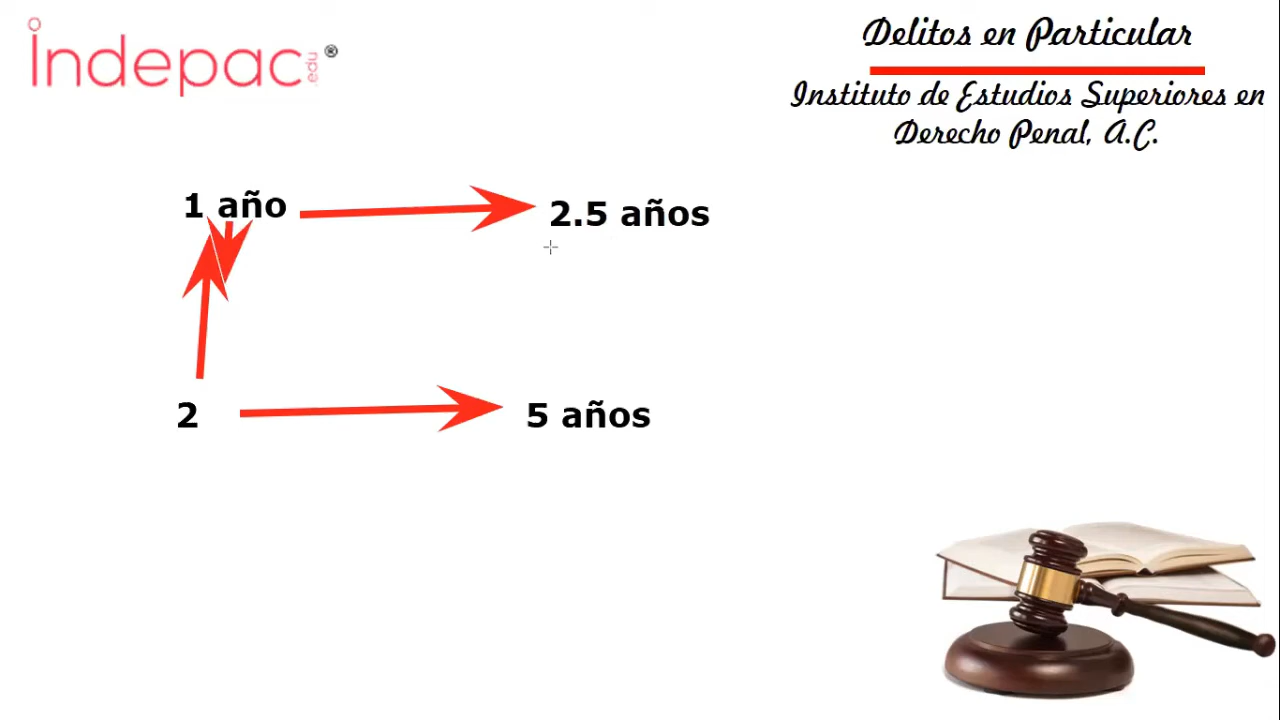 indepac.edu®
Delitos en Particular
Instituto de Estudios Superiores en
Derecho Penal, A.C.
1 año
2.5 años
2
5 años